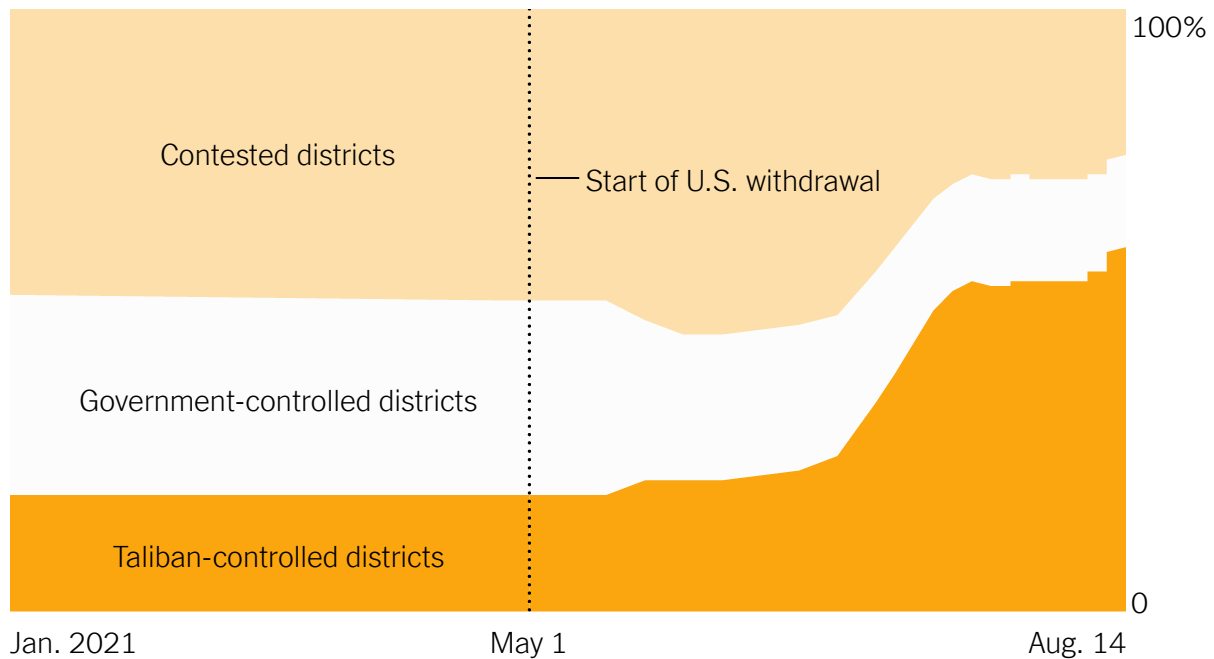 100%
Contested districts
Start of U.S. withdrawal
Government-controlled districts
Taliban-controlled districts
0
Jan. 2021
May 1
Aug. 14